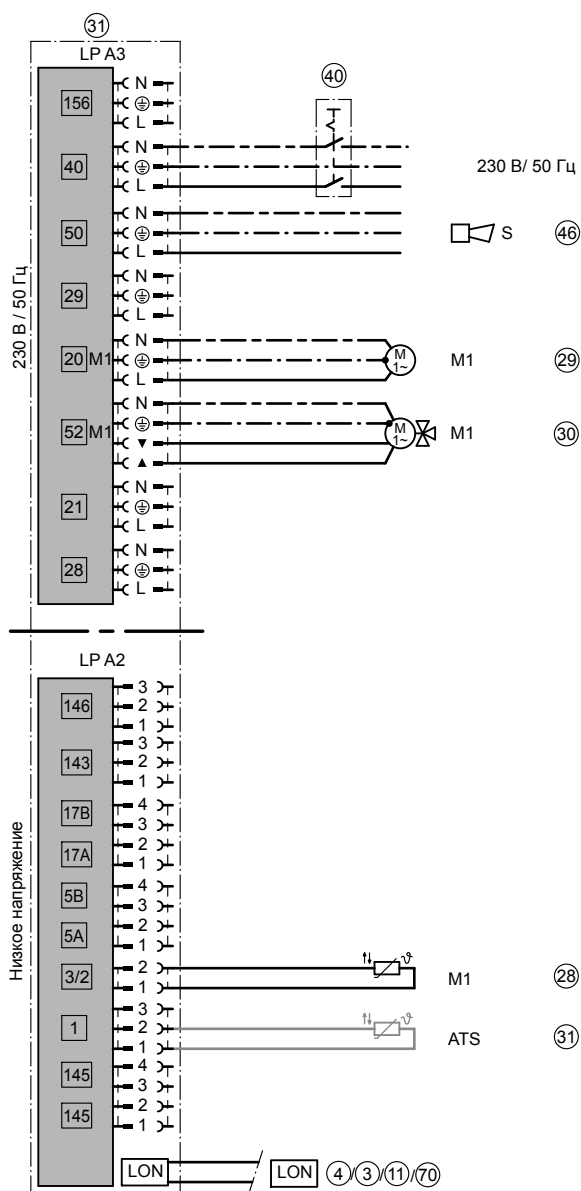 31
LP A3
40
156
N
⏚
L
40
N
⏚
L
230 В/ 50 Гц
50
N
⏚
L
S
46
29
N
⏚
L
230 В / 50 Гц
20 M1
N
⏚
L
M
1~
M1
29
52 M1
N
⏚
▼
▲
M
1~
M1
30
21
N
⏚
L
28
N
⏚
L
LP A2
146
3
2
1
143
3
2
1
17B
4
3
17A
2
1
Низкое напряжение
5B
4
3
5A
2
1
3/2
2
1
↑↓ ϑ
M1
28
1
3
2
1
↑↓ ϑ
ATS
31
145
4
3
145
2
1
LON
LON 4/3/11/70